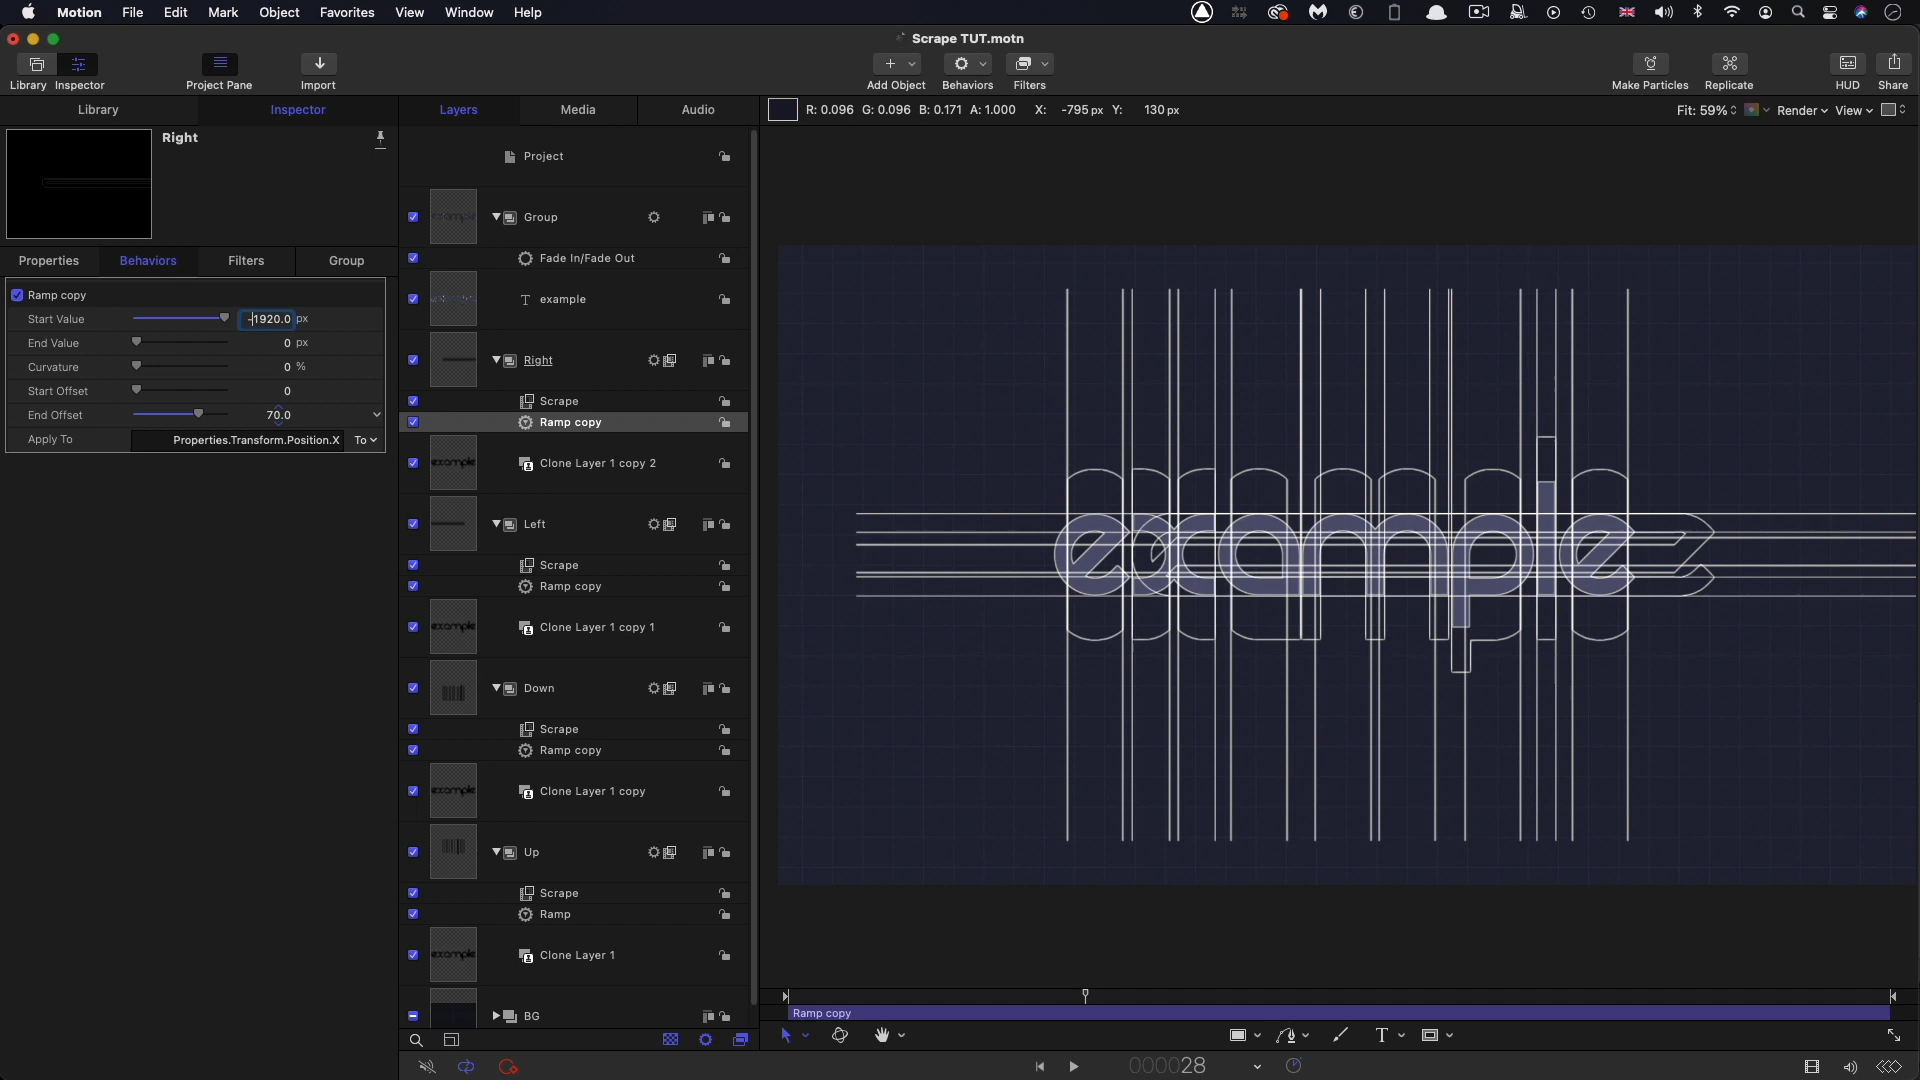 Motion File Edit Mark Object Favorites View Window Help
Scrape TUT.motn
Library Inspector Project Pane Import Add Object Behaviors Filters Make Particles Replicate HUD Share
Library Inspector Layers Media Audio R: 0.096 G: 0.096 B: 0.171 A: 1.000 X: -795 px Y: 130 px Fit: 59% Render View
Right
Properties Behaviors Filters Group
Ramp copy
Start Value -1920.0 px
End Value 0 px
Curvature 0 %
Start Offset 0
End Offset 70.0
Apply To Properties.Transform.Position.X To
Project
Group
Fade In/Fade Out
T example
Right
Scrape
Ramp copy
Clone Layer 1 copy 2
Left
Scrape
Ramp copy
Clone Layer 1 copy 1
Down
Scrape
Ramp copy
Clone Layer 1 copy
Up
Scrape
Ramp
Clone Layer 1
BG
example
Ramp copy
T
000028